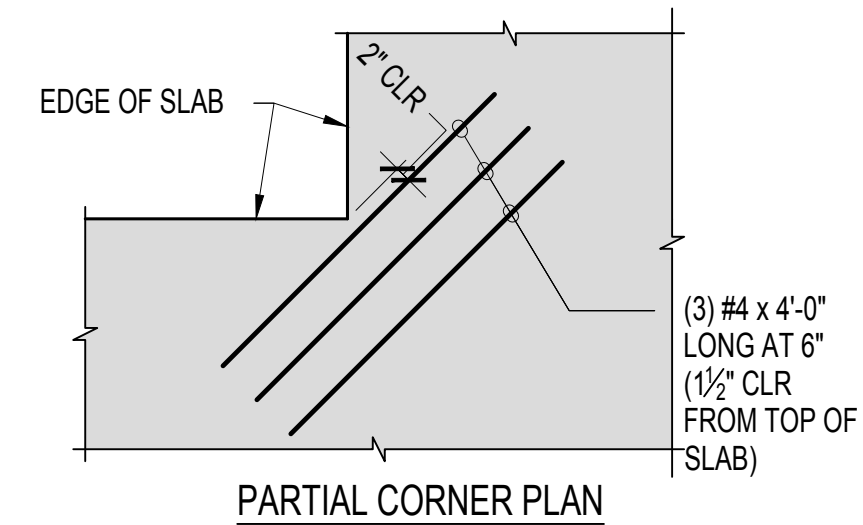 2" CLR
EDGE OF SLAB
(3) #4 x 4'-0"
LONG AT 6"
(1½" CLR
FROM TOP OF
SLAB)
PARTIAL CORNER PLAN